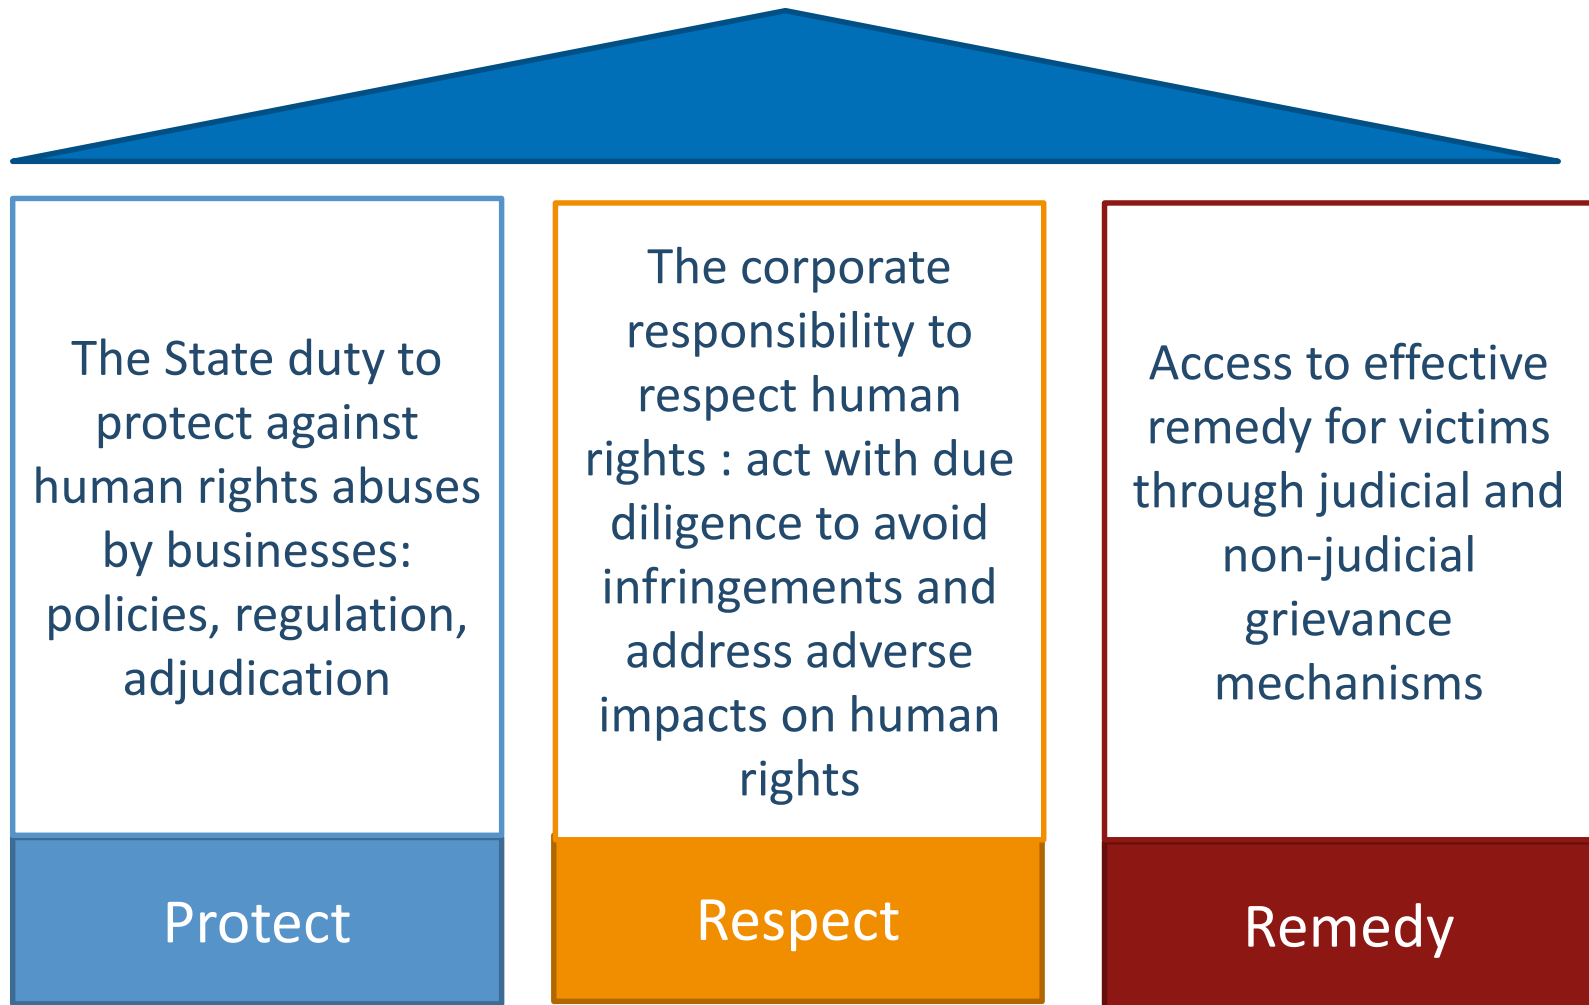 The State duty to
protect against
human rights abuses
by businesses:
policies, regulation,
adjudication
Protect
The corporate
responsibility to
respect human
rights : act with due
diligence to avoid
infringements and
address adverse
impacts on human
rights
Respect
Access to effective
remedy for victims
through judicial and
non-judicial
grievance
mechanisms
Remedy